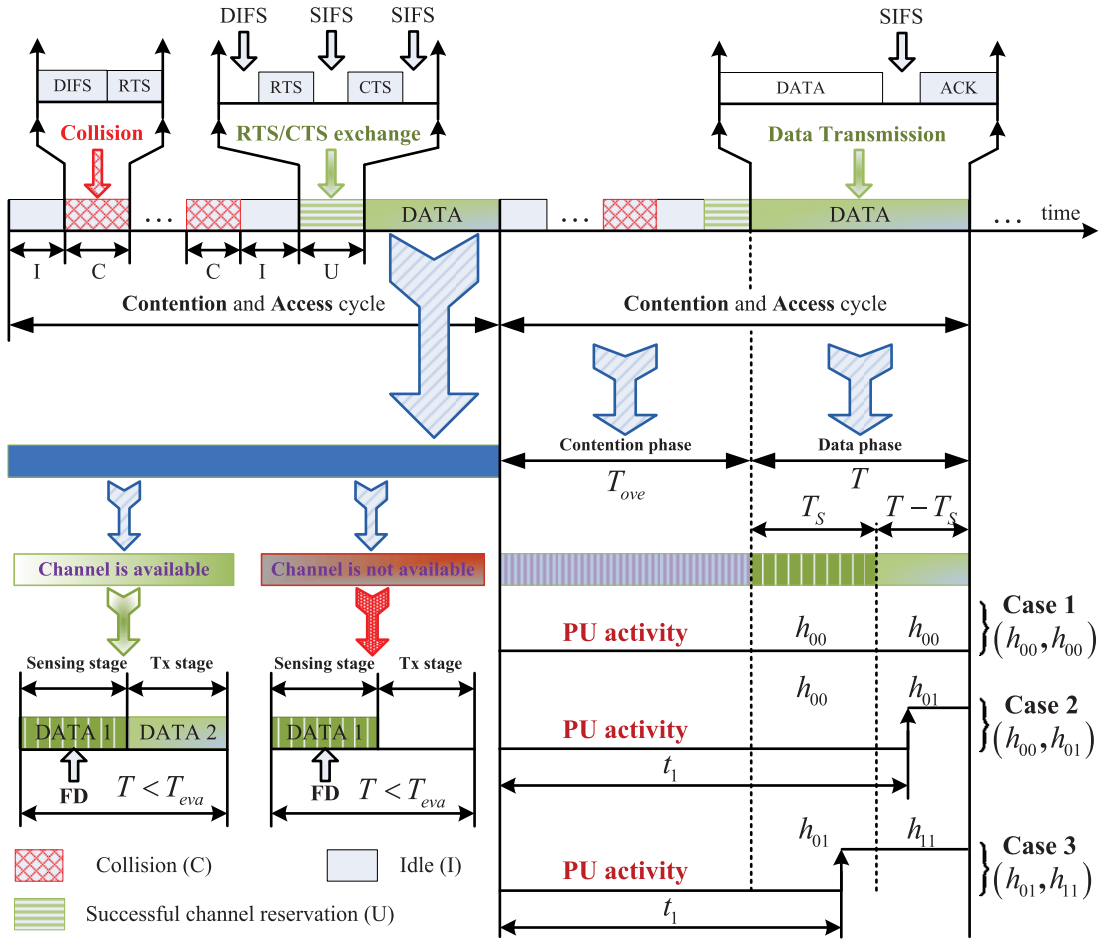 DIFS SIFS SIFS SIFS
DIFS RTS RTS CTS DATA ACK
Collision RTS/CTS exchange Data Transmission
... DATA ... DATA ... time
I C C I U
Contention and Access cycle Contention and Access cycle
Contention phase Data phase
T_ove T
T_S T − T_S
Channel is available Channel is not available
PU activity h_00 h_00 Case 1 (h_00, h_00)
Sensing stage Tx stage Sensing stage Tx stage
h_00 h_01
DATA 1 DATA 2 DATA 1
PU activity Case 2 (h_00, h_01)
t_1
FD T < T_eva FD T < T_eva
h_01 h_11
Collision (C) Idle (I)
PU activity Case 3 (h_01, h_11)
t_1
Successful channel reservation (U)